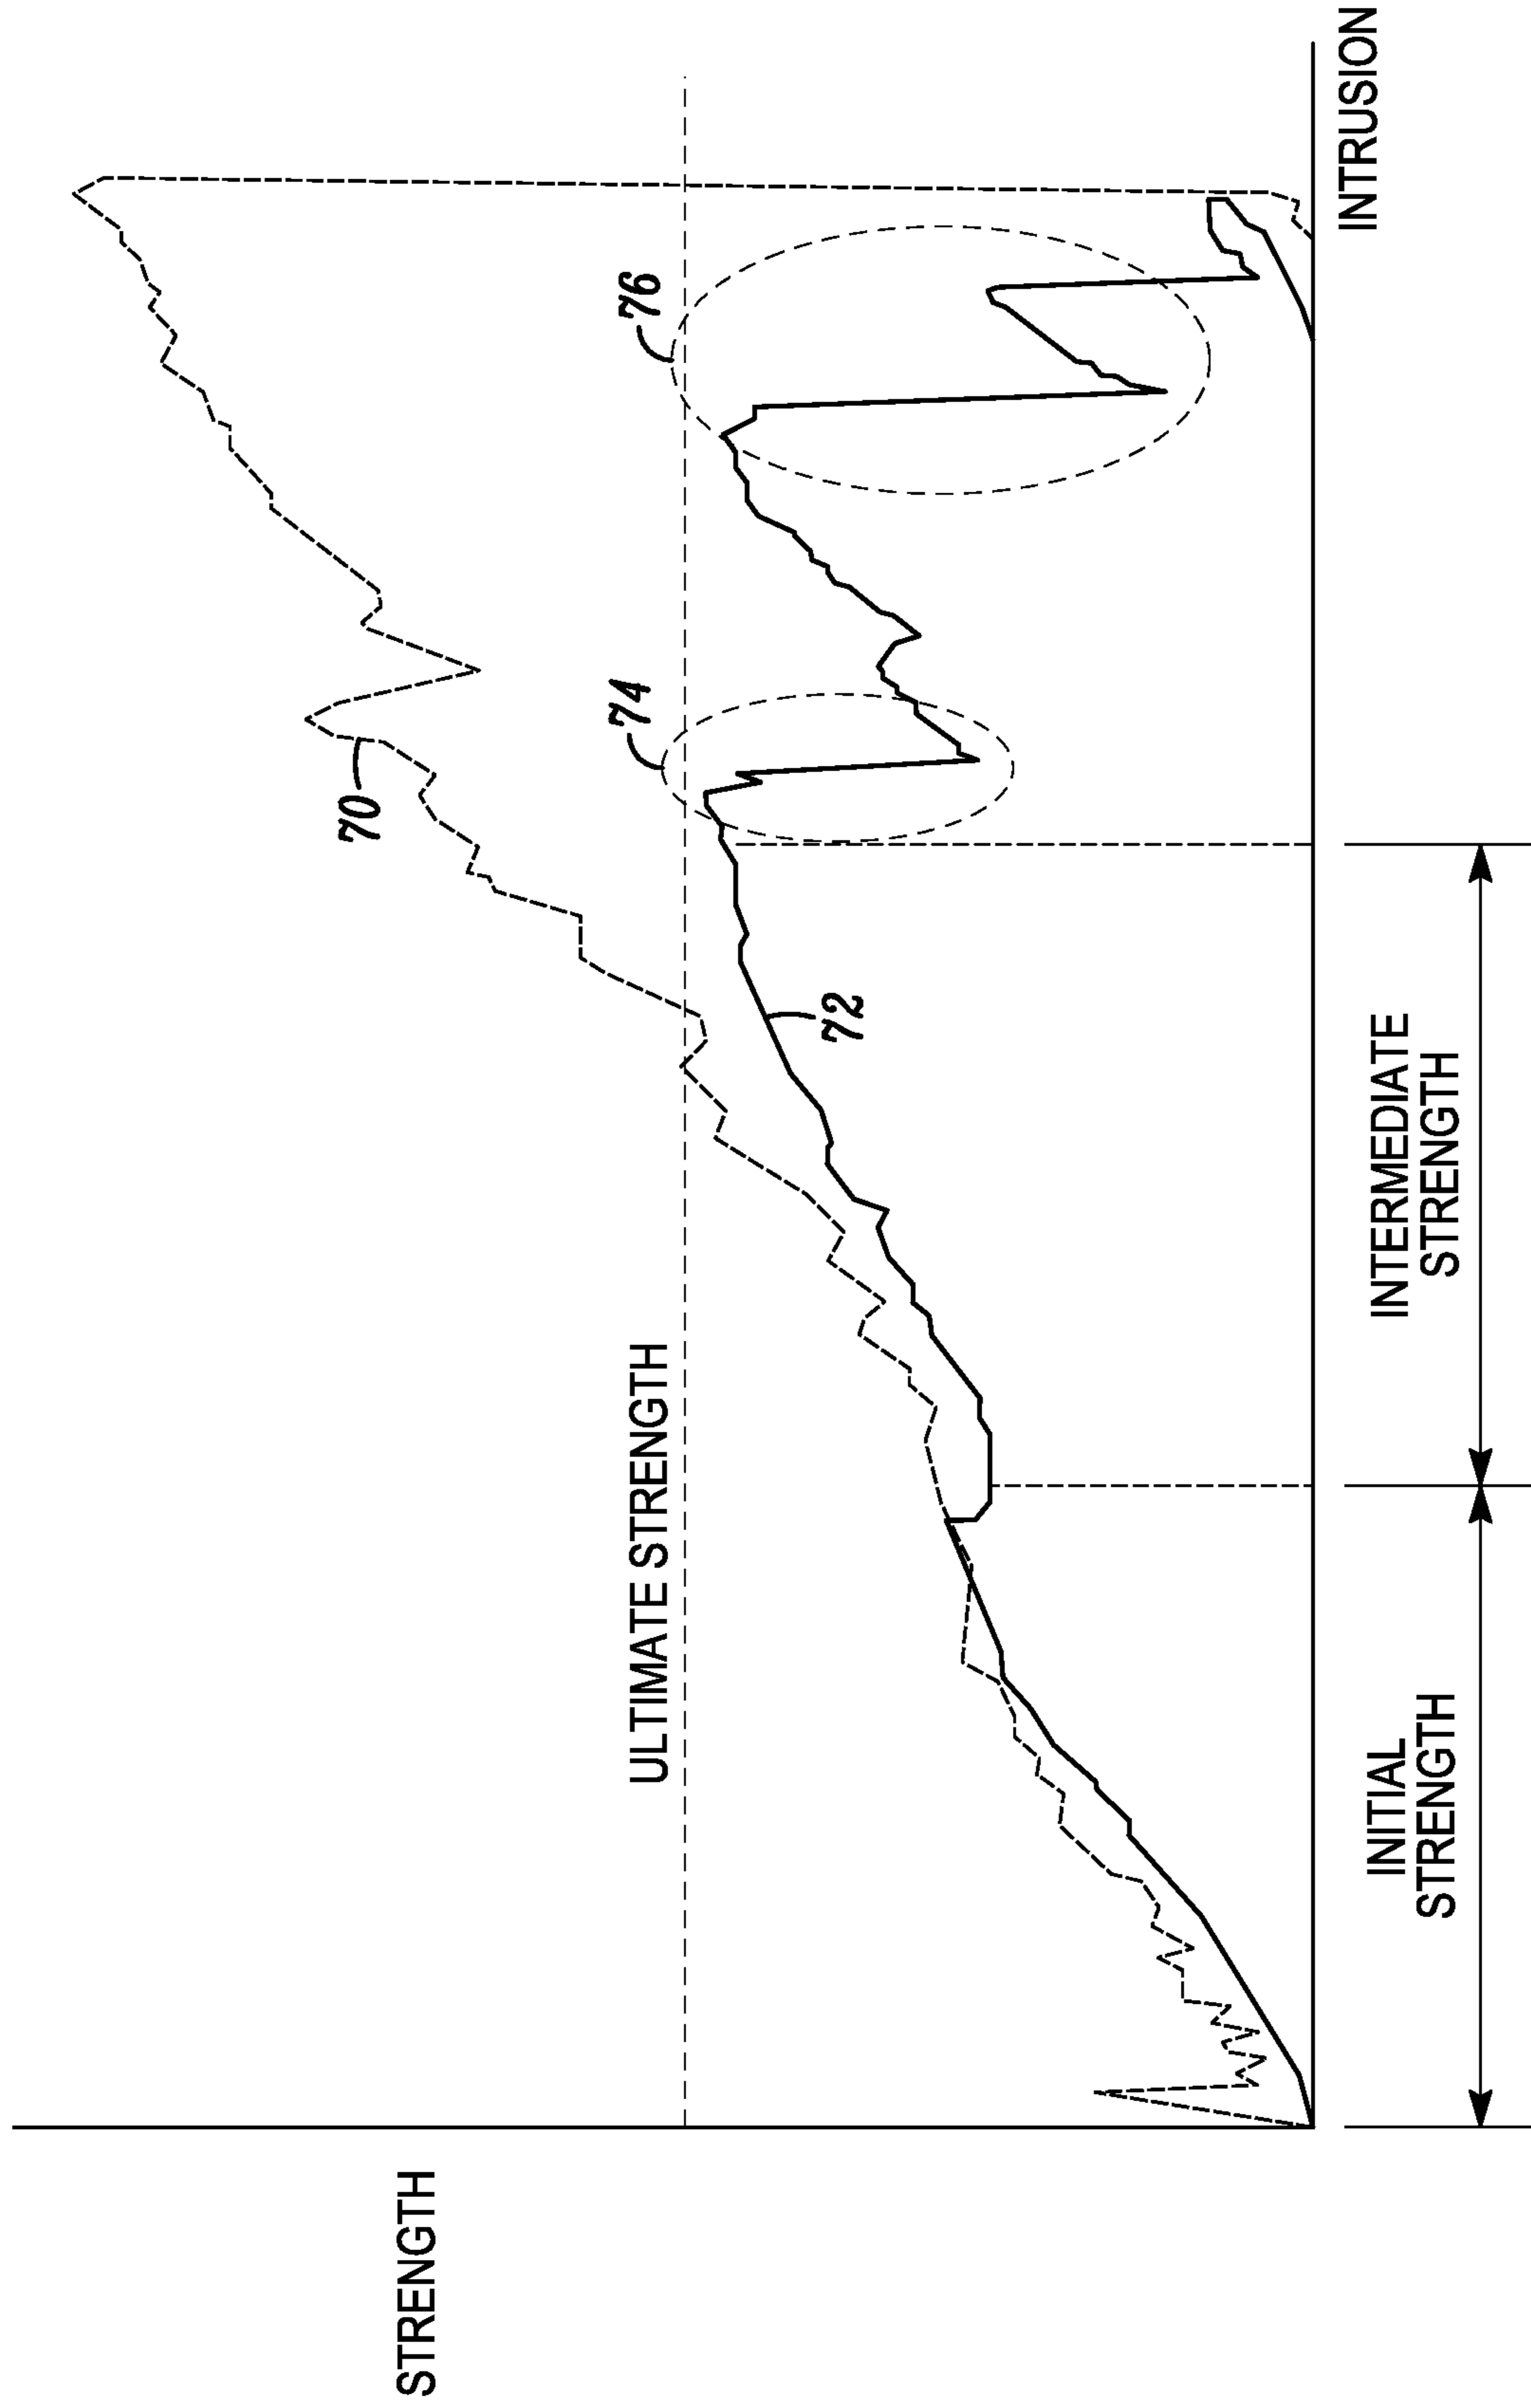 STRENGTH
70
76
74
ULTIMATE STRENGTH
72
INTRUSION
INITIAL
STRENGTH
INTERMEDIATE
STRENGTH